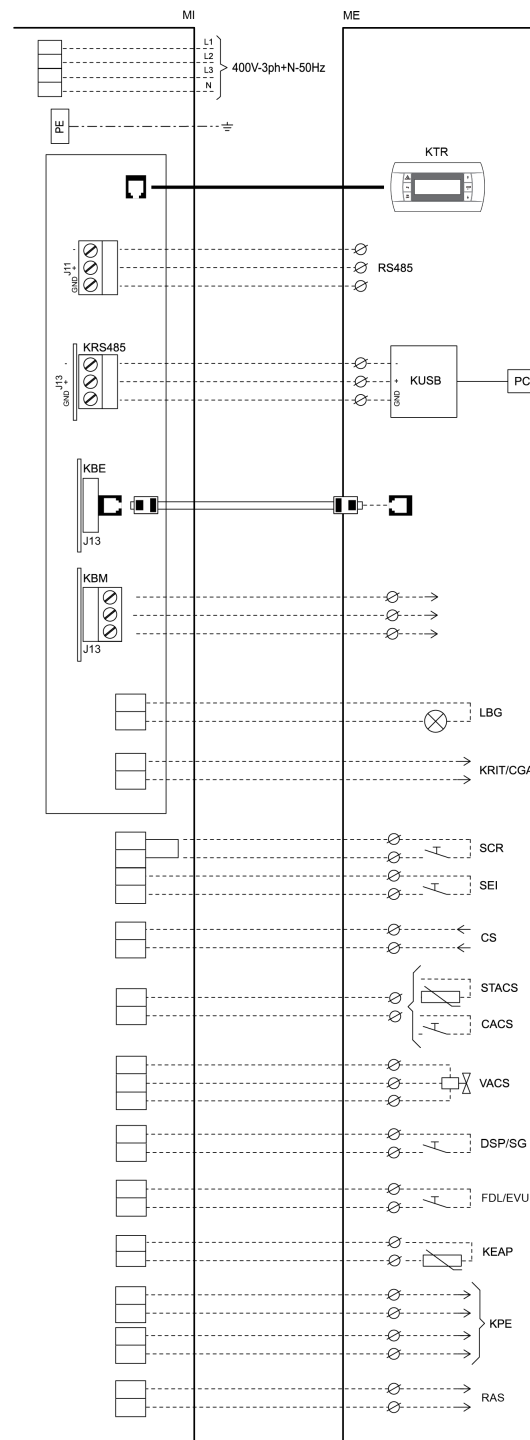 MI
ME
L1
L2
L3
N
400V-3ph+N-50Hz
PE
KTR
J11
- + GND
RS485
KRS485
J13
- + GND
- + GND
KUSB
PC
KBE
J13
KBM
J13
LBG
KRIT/CGA
SCR
SEI
CS
STACS
CACS
VACS
DSP/SG
FDL/EVU
KEAP
KPE
RAS